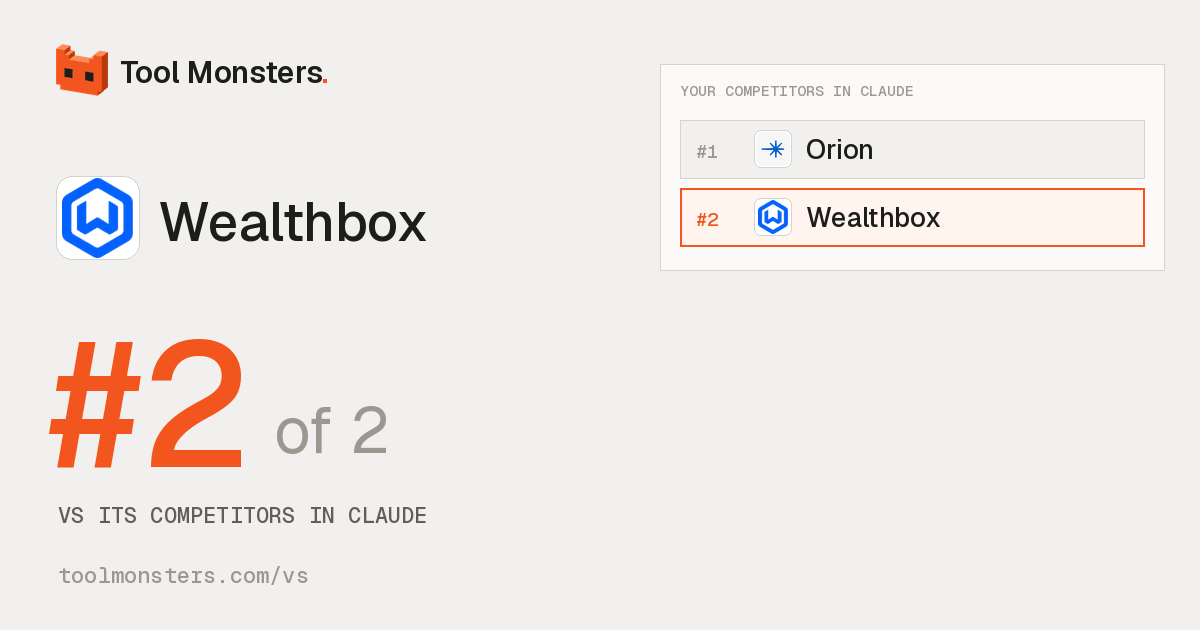 Tool Monsters.
Wealthbox
#2 of 2
VS ITS COMPETITORS IN CLAUDE
toolmonsters.com/vs
YOUR COMPETITORS IN CLAUDE
#1 Orion
#2 Wealthbox